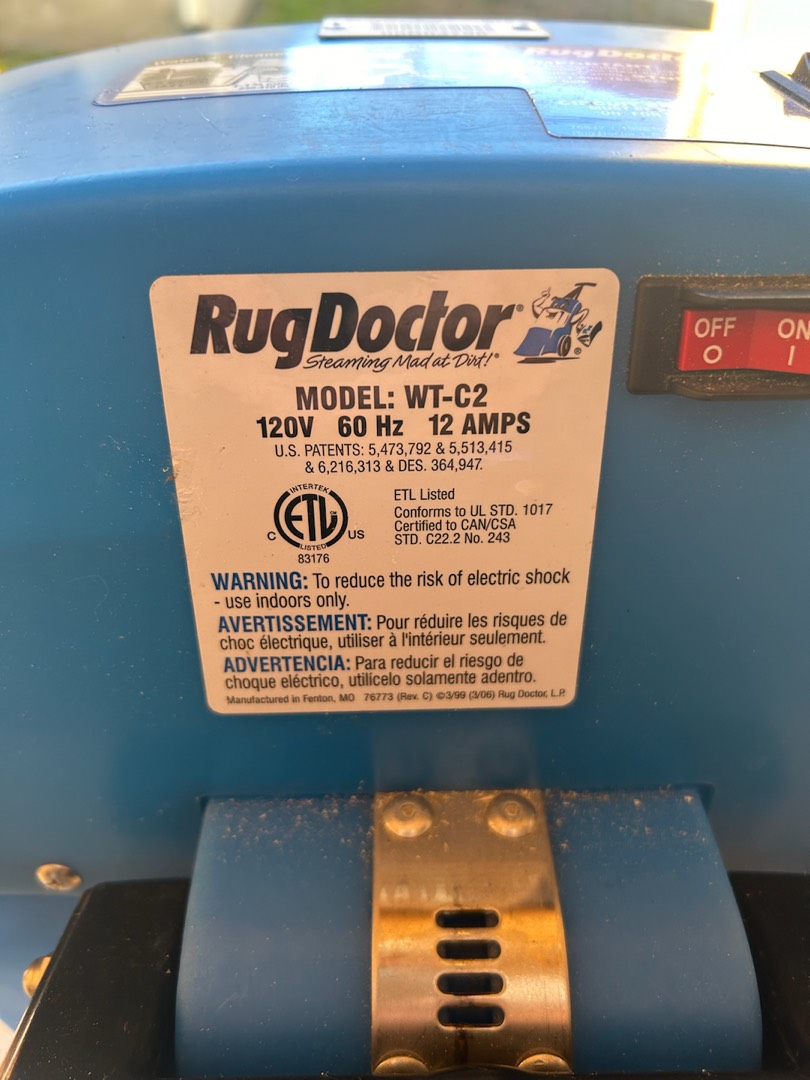 Rug Doctor
RugDoctor®
Steaming Mad at Dirt!®
OFF
ON
O
I
MODEL: WT-C2
120V 60 Hz 12 AMPS
U.S. PATENTS: 5,473,792 & 5,513,415
& 6,216,313 & DES. 364,947.
INTERTEK
ETL
LISTED
C
US
83176
ETL Listed
Conforms to UL STD. 1017
Certified to CAN/CSA
STD. C22.2 No. 243
WARNING: To reduce the risk of electric shock
- use indoors only.
AVERTISSEMENT: Pour réduire les risques de
choc électrique, utiliser à l'intérieur seulement.
ADVERTENCIA: Para reducir el riesgo de
choque eléctrico, utilícelo solamente adentro.
Manufactured in Fenton, MO 76773 (Rev. C) ©3/99 (3/06) Rug Doctor, L.P.